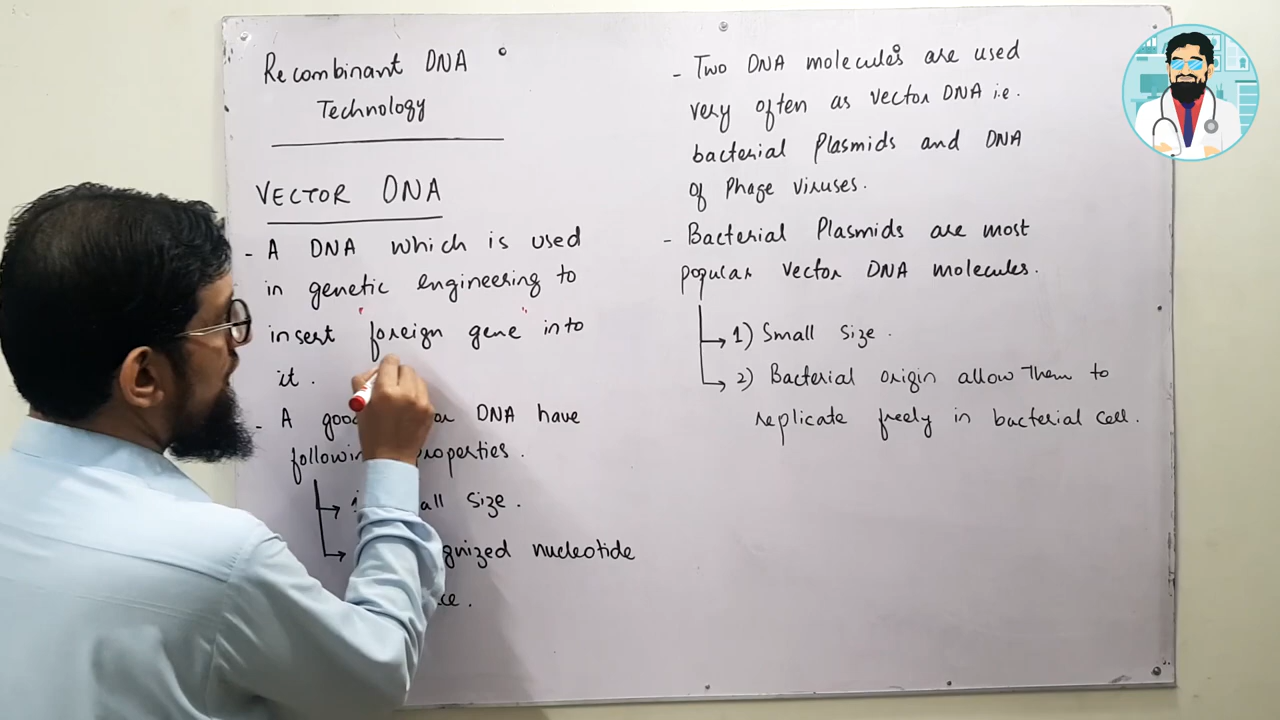 Recombinant DNA
Technology
VECTOR DNA
- A DNA which is used
in genetic engineering to
insert "foreign gene" into
it.
- A good DNA have
following properties.
Small Size.
nucleotide
- Two DNA molecules are used
very often as vector DNA i.e.
bacterial Plasmids and DNA
of Phage viruses.
- Bacterial Plasmids are most
popular vector DNA molecules.
1) Small Size.
2) Bacterial origin allow them to
replicate freely in bacterial cell.